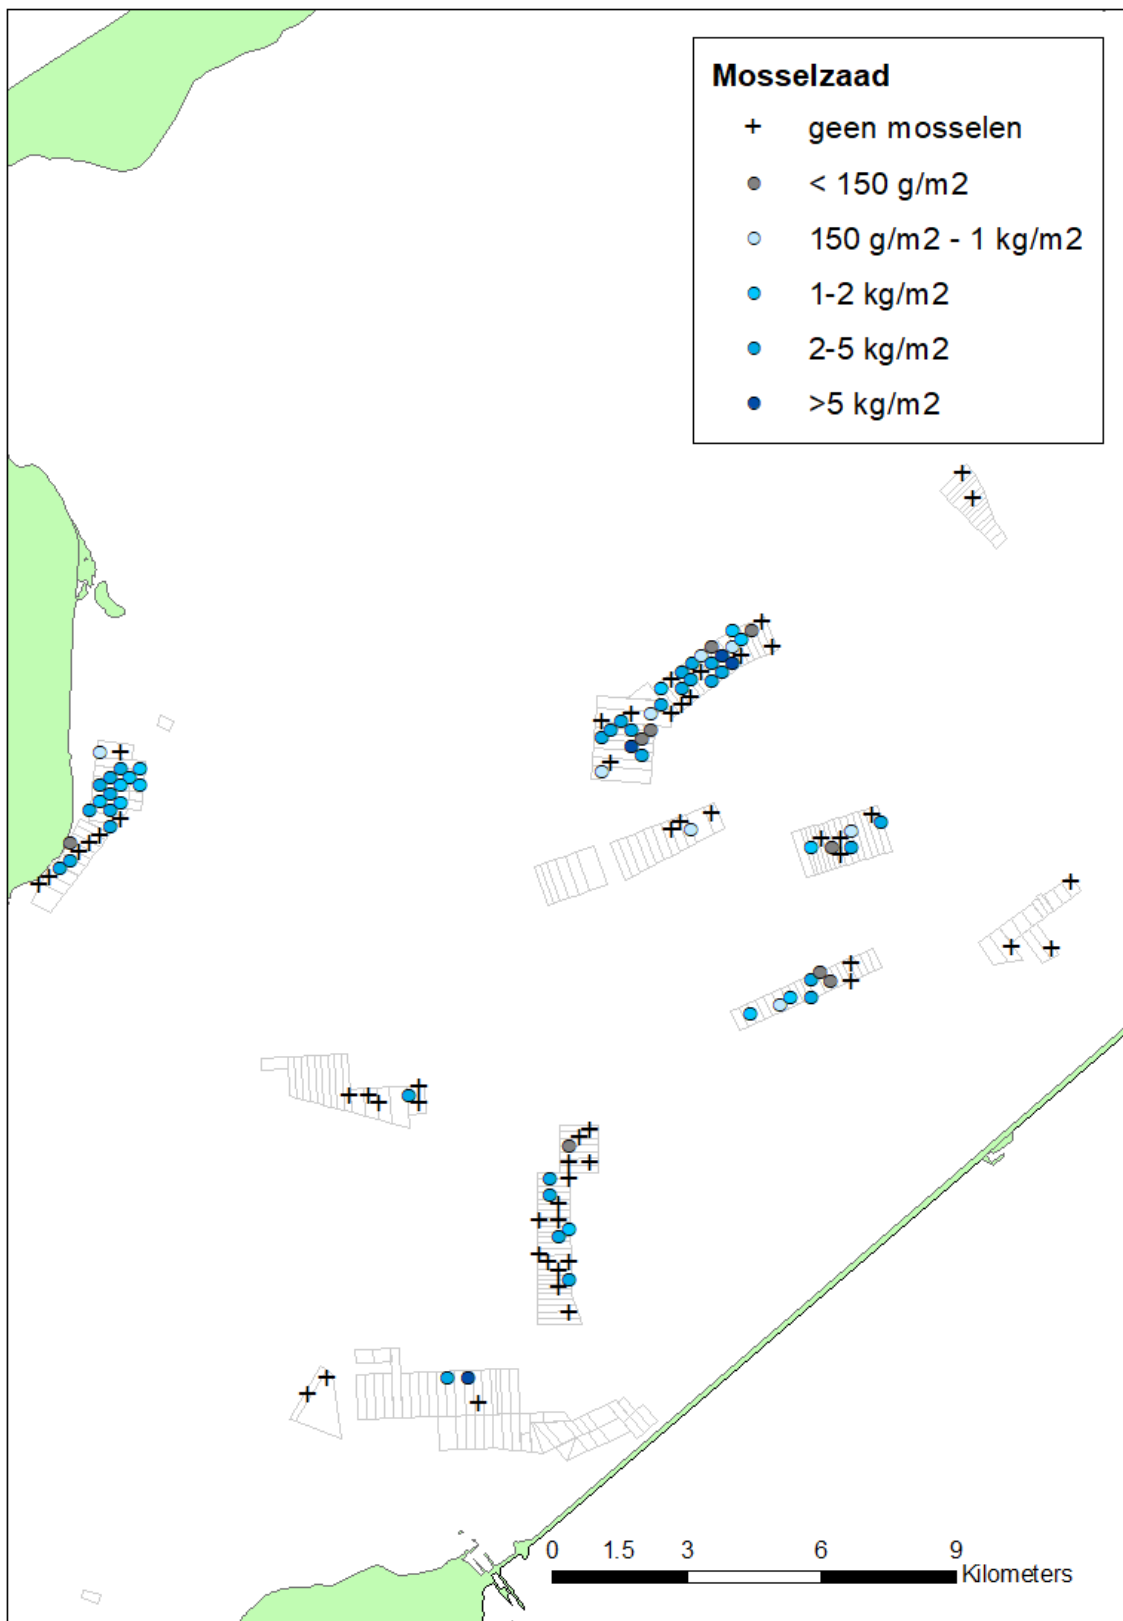 Mosselzaad
geen mosselen
< 150 g/m2
150 g/m2 - 1 kg/m2
1-2 kg/m2
2-5 kg/m2
>5 kg/m2
0 1.5 3 6 9
Kilometers